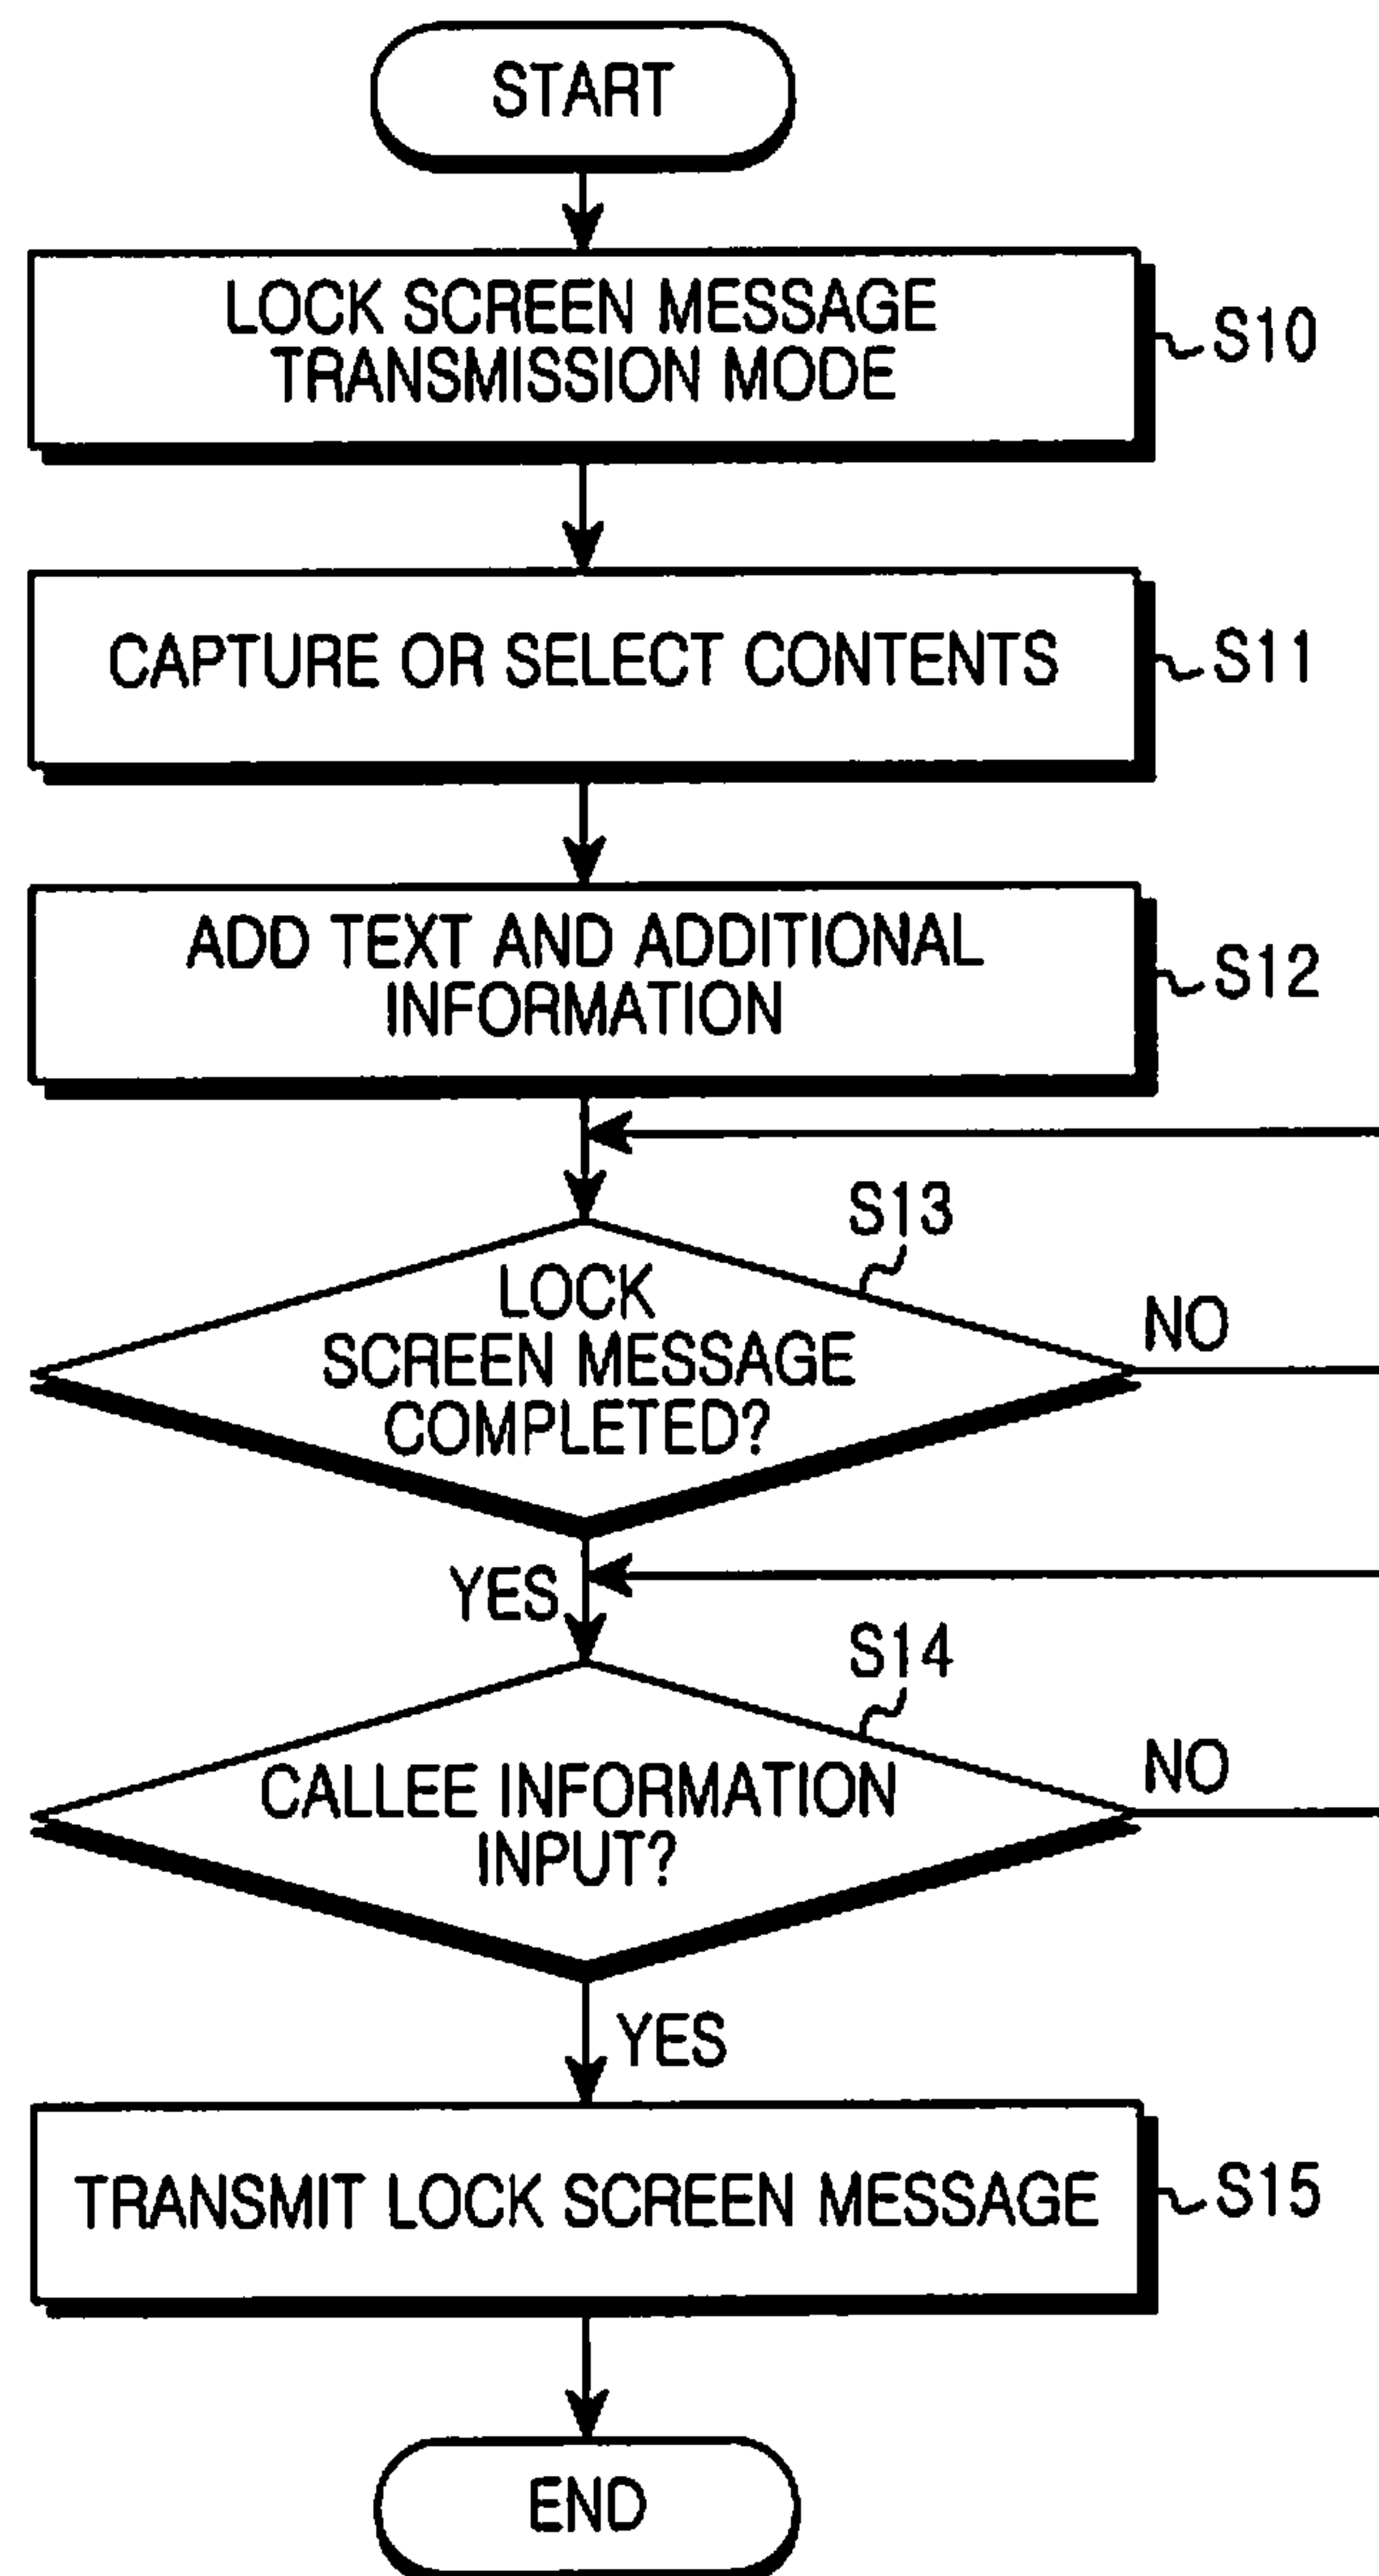 START
LOCK SCREEN MESSAGE
TRANSMISSION MODE
S10
CAPTURE OR SELECT CONTENTS
S11
ADD TEXT AND ADDITIONAL
INFORMATION
S12
S13
LOCK
SCREEN MESSAGE
COMPLETED?
NO
YES
S14
CALLEE INFORMATION
INPUT?
NO
YES
TRANSMIT LOCK SCREEN MESSAGE
S15
END